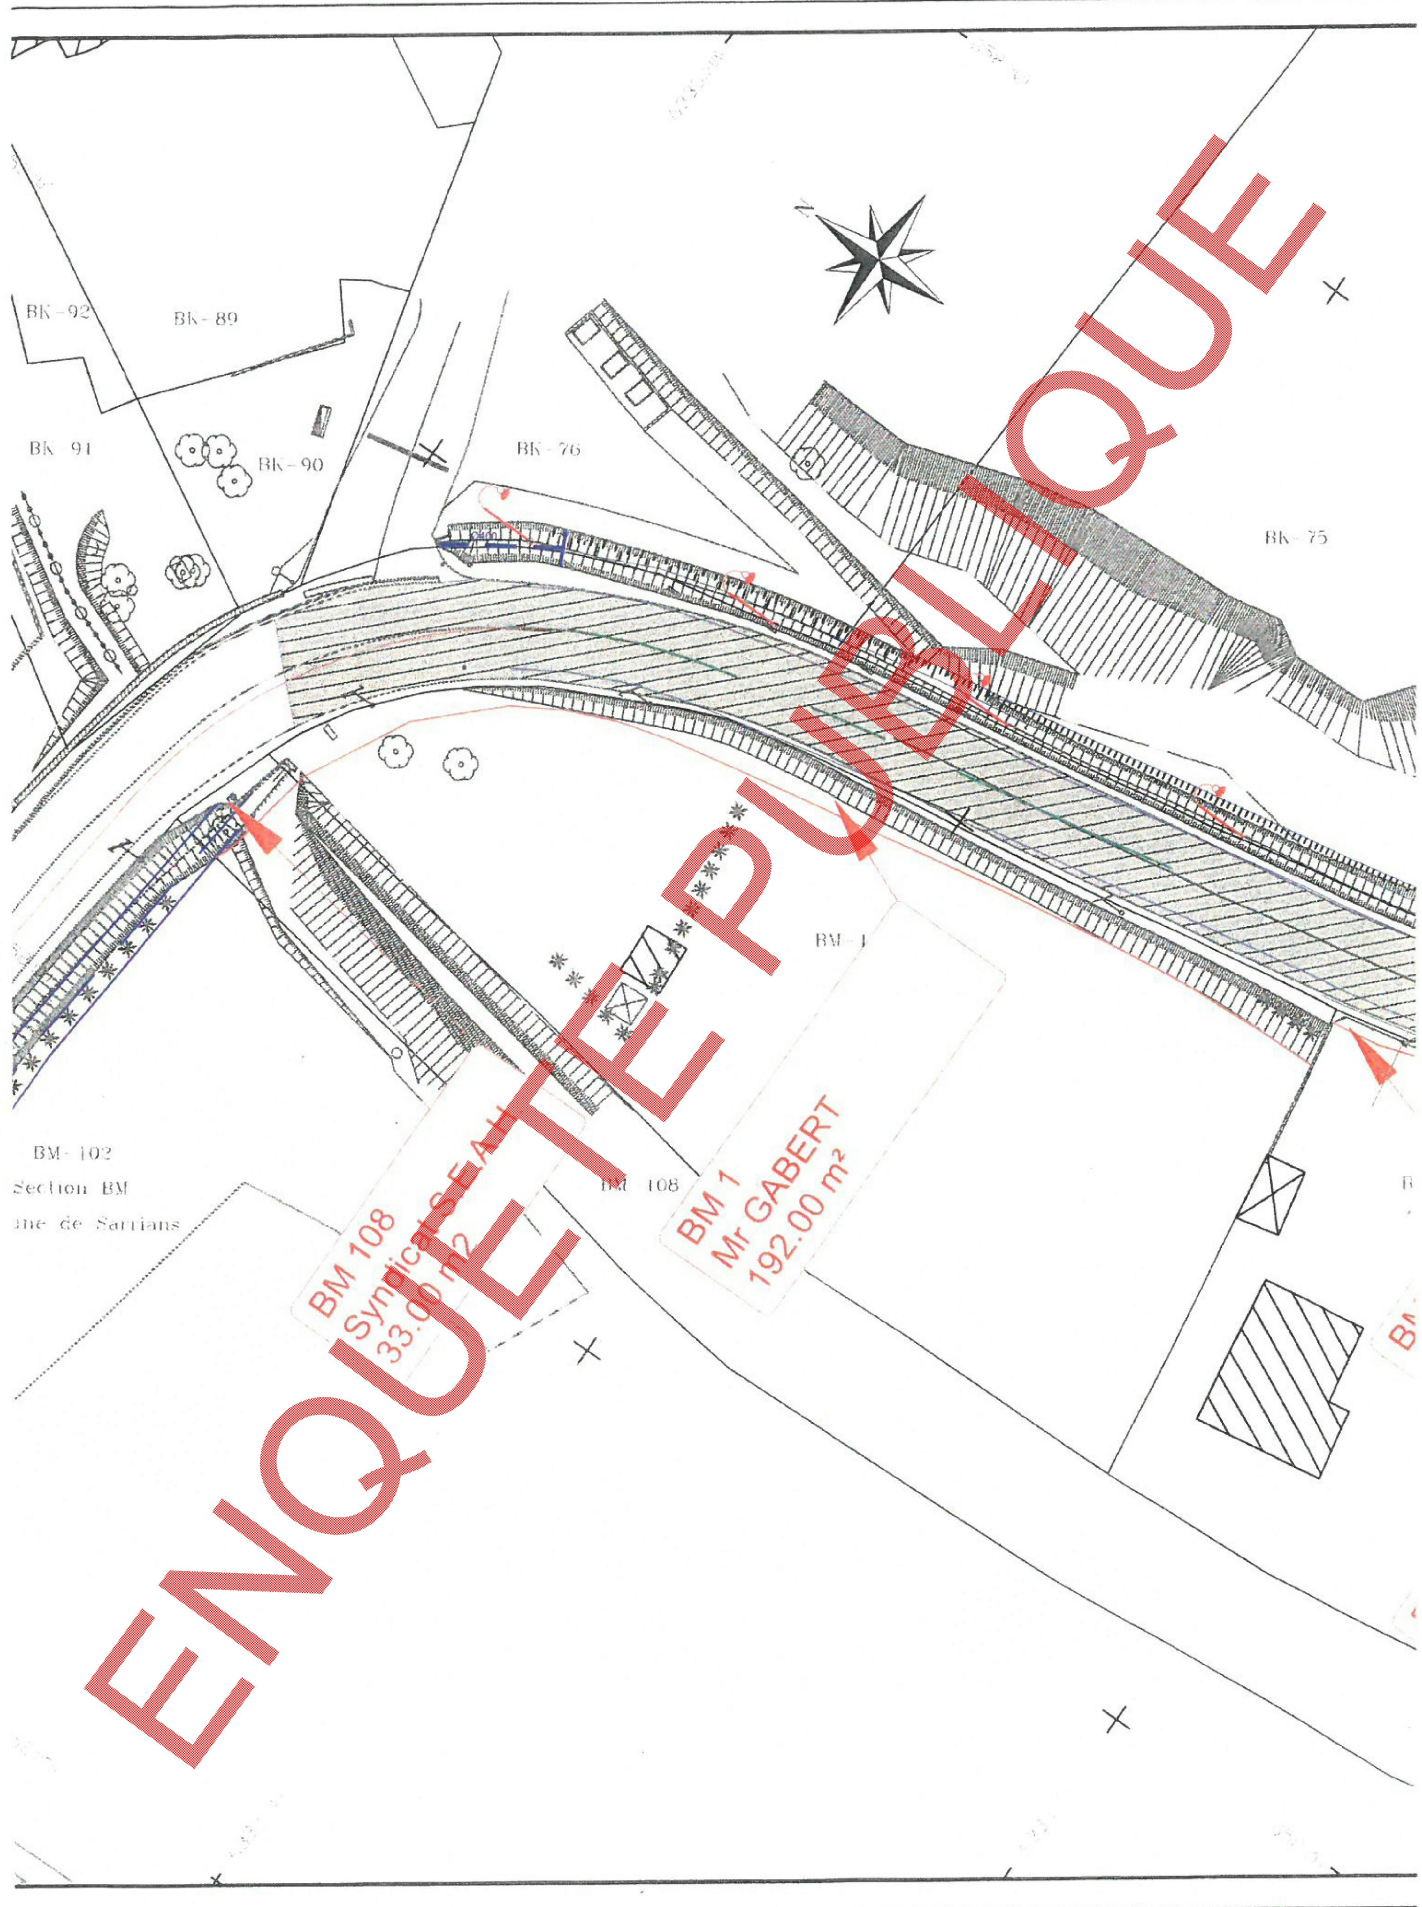 N
BK-92
BK-89
BK-91
BK-90
BK-76
BK-75
BM-1
BM-102
Section BM
de Sarrians
BM 108
BM 108
Syndicat S.E.A.H
33.00 m2
BM 1
Mr GABERT
192.00 m²
ENQUETE PUBLIQUE